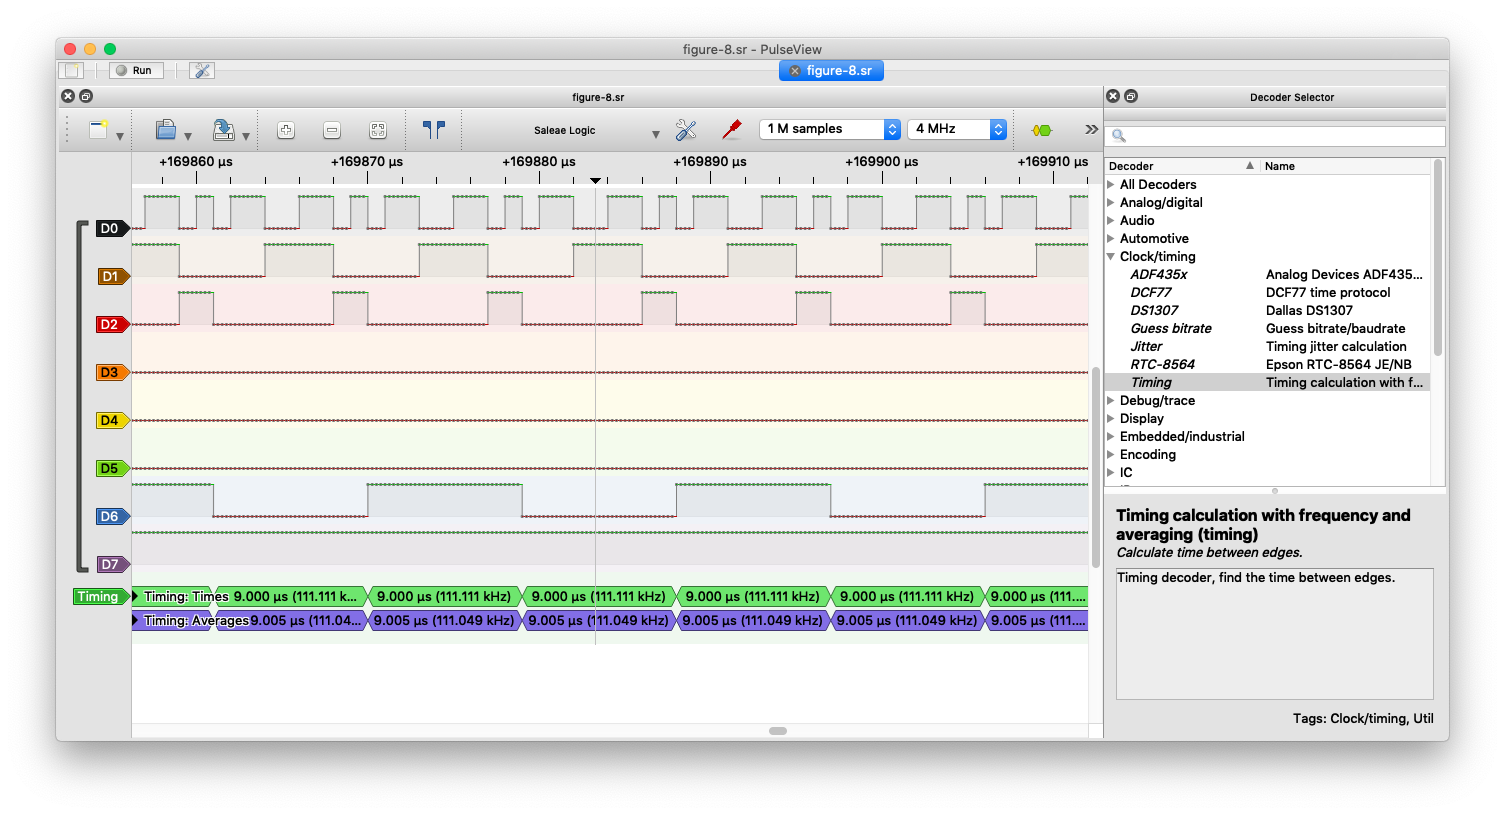 figure-8.sr - PulseView
Run
figure-8.sr
figure-8.sr
Decoder Selector
Saleae Logic
1 M samples
4 MHz
+169860 µs
+169870 µs
+169880 µs
+169890 µs
+169900 µs
+169910 µs
D0
D1
D2
D3
D4
D5
D6
D7
Timing
Timing: Times
9.000 µs (111.111 k...
9.000 µs (111.111 kHz)
9.000 µs (111.111 kHz)
9.000 µs (111.111 kHz)
9.000 µs (111.111 kHz)
9.000 µs (111....
Timing: Averages
9.005 µs (111.04...
9.005 µs (111.049 kHz)
9.005 µs (111.049 kHz)
9.005 µs (111.049 kHz)
9.005 µs (111.049 kHz)
9.005 µs (111....
Decoder Name
All Decoders
Analog/digital
Audio
Automotive
Clock/timing
ADF435x Analog Devices ADF435...
DCF77 DCF77 time protocol
DS1307 Dallas DS1307
Guess bitrate Guess bitrate/baudrate
Jitter Timing jitter calculation
RTC-8564 Epson RTC-8564 JE/NB
Timing Timing calculation with f...
Debug/trace
Display
Embedded/industrial
Encoding
IC
Timing calculation with frequency and
averaging (timing)
Calculate time between edges.
Timing decoder, find the time between edges.
Tags: Clock/timing, Util